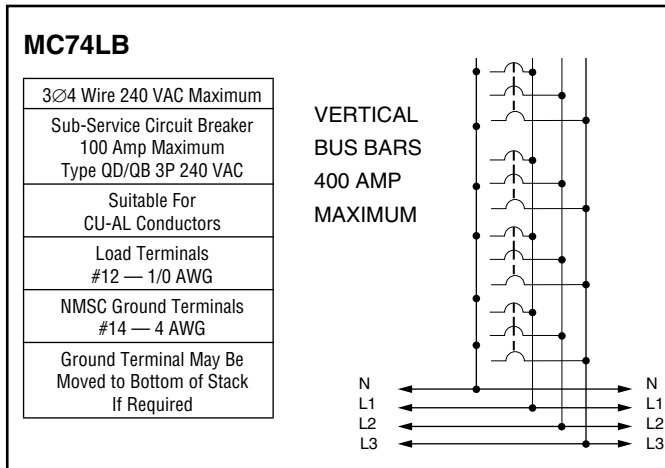 MC74LB
3∅4 Wire 240 VAC Maximum
Sub-Service Circuit Breaker
100 Amp Maximum
Type QD/QB 3P 240 VAC
Suitable For
CU-AL Conductors
Load Terminals
#12 — 1/0 AWG
NMSC Ground Terminals
#14 — 4 AWG
Ground Terminal May Be
Moved to Bottom of Stack
If Required
VERTICAL
BUS BARS
400 AMP
MAXIMUM
N N
L1 L1
L2 L2
L3 L3